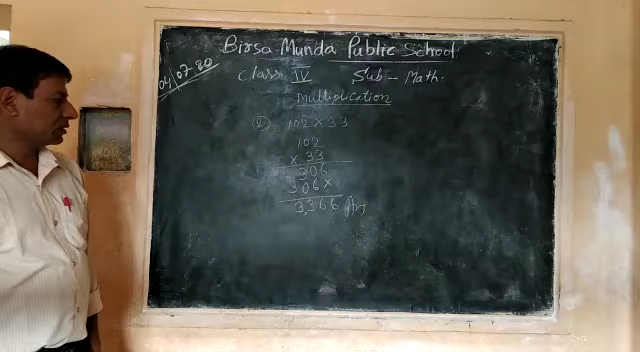 Birsa Munda Public School
04/07/20
Class IV Sub - Math.
Multiplication
(2) 102 × 33
102
× 33
306
306×
3366 Ans